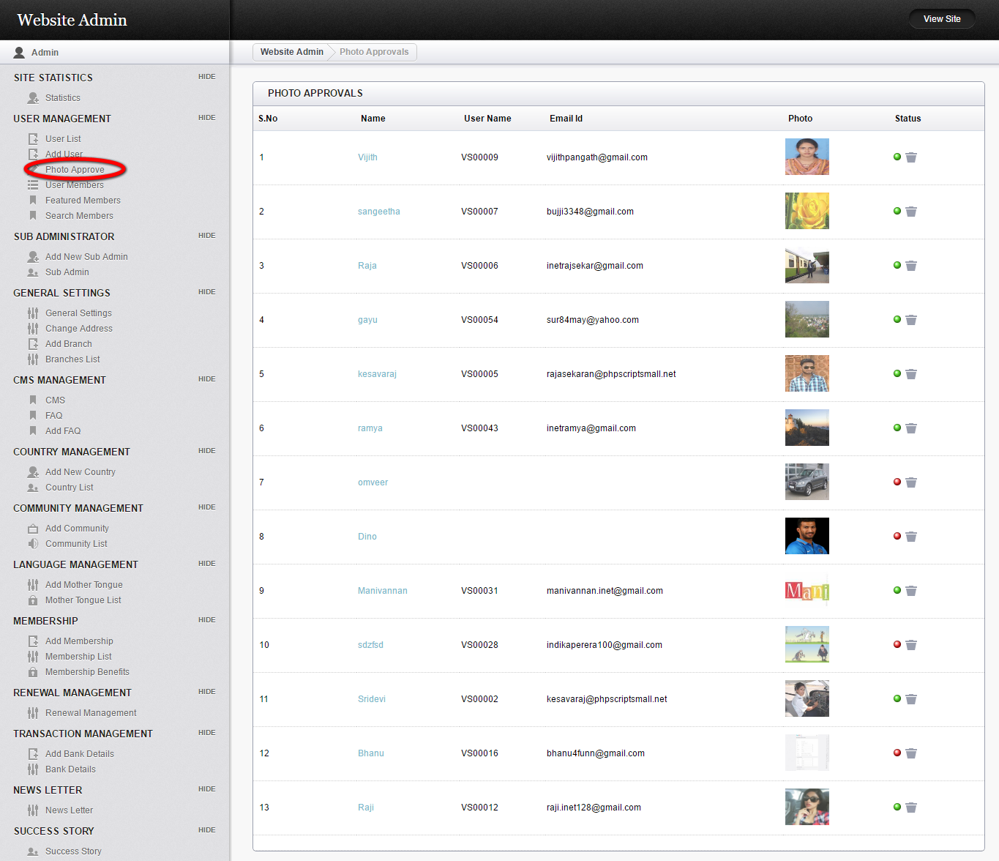 Website Admin
View Site
Admin
Website Admin
Photo Approvals
SITE STATISTICS HIDE
Statistics
USER MANAGEMENT HIDE
User List
Add User
Photo Approve
User Members
Featured Members
Search Members
SUB ADMINISTRATOR HIDE
Add New Sub Admin
Sub Admin
GENERAL SETTINGS HIDE
General Settings
Change Address
Add Branch
Branches List
CMS MANAGEMENT HIDE
CMS
FAQ
Add FAQ
COUNTRY MANAGEMENT HIDE
Add New Country
Country List
COMMUNITY MANAGEMENT HIDE
Add Community
Community List
LANGUAGE MANAGEMENT HIDE
Add Mother Tongue
Mother Tongue List
MEMBERSHIP HIDE
Add Membership
Membership List
Membership Benefits
RENEWAL MANAGEMENT HIDE
Renewal Management
TRANSACTION MANAGEMENT HIDE
Add Bank Details
Bank Details
NEWS LETTER HIDE
News Letter
SUCCESS STORY HIDE
Success Story
PHOTO APPROVALS
S.No Name User Name Email Id Photo Status
1 Vijith VS00009 vijithpangath@gmail.com
2 sangeetha VS00007 bujji3348@gmail.com
3 Raja VS00006 inetrajsekar@gmail.com
4 gayu VS00054 sur84may@yahoo.com
5 kesavaraj VS00005 rajasekaran@phpscriptsmall.net
6 ramya VS00043 inetramya@gmail.com
7 omveer
8 Dino
9 Manivannan VS00031 manivannan.inet@gmail.com Mani
10 sdzfsd VS00028 indikaperera100@gmail.com
11 Sridevi VS00002 kesavaraj@phpscriptsmall.net
12 Bhanu VS00016 bhanu4funn@gmail.com
13 Raji VS00012 raji.inet128@gmail.com